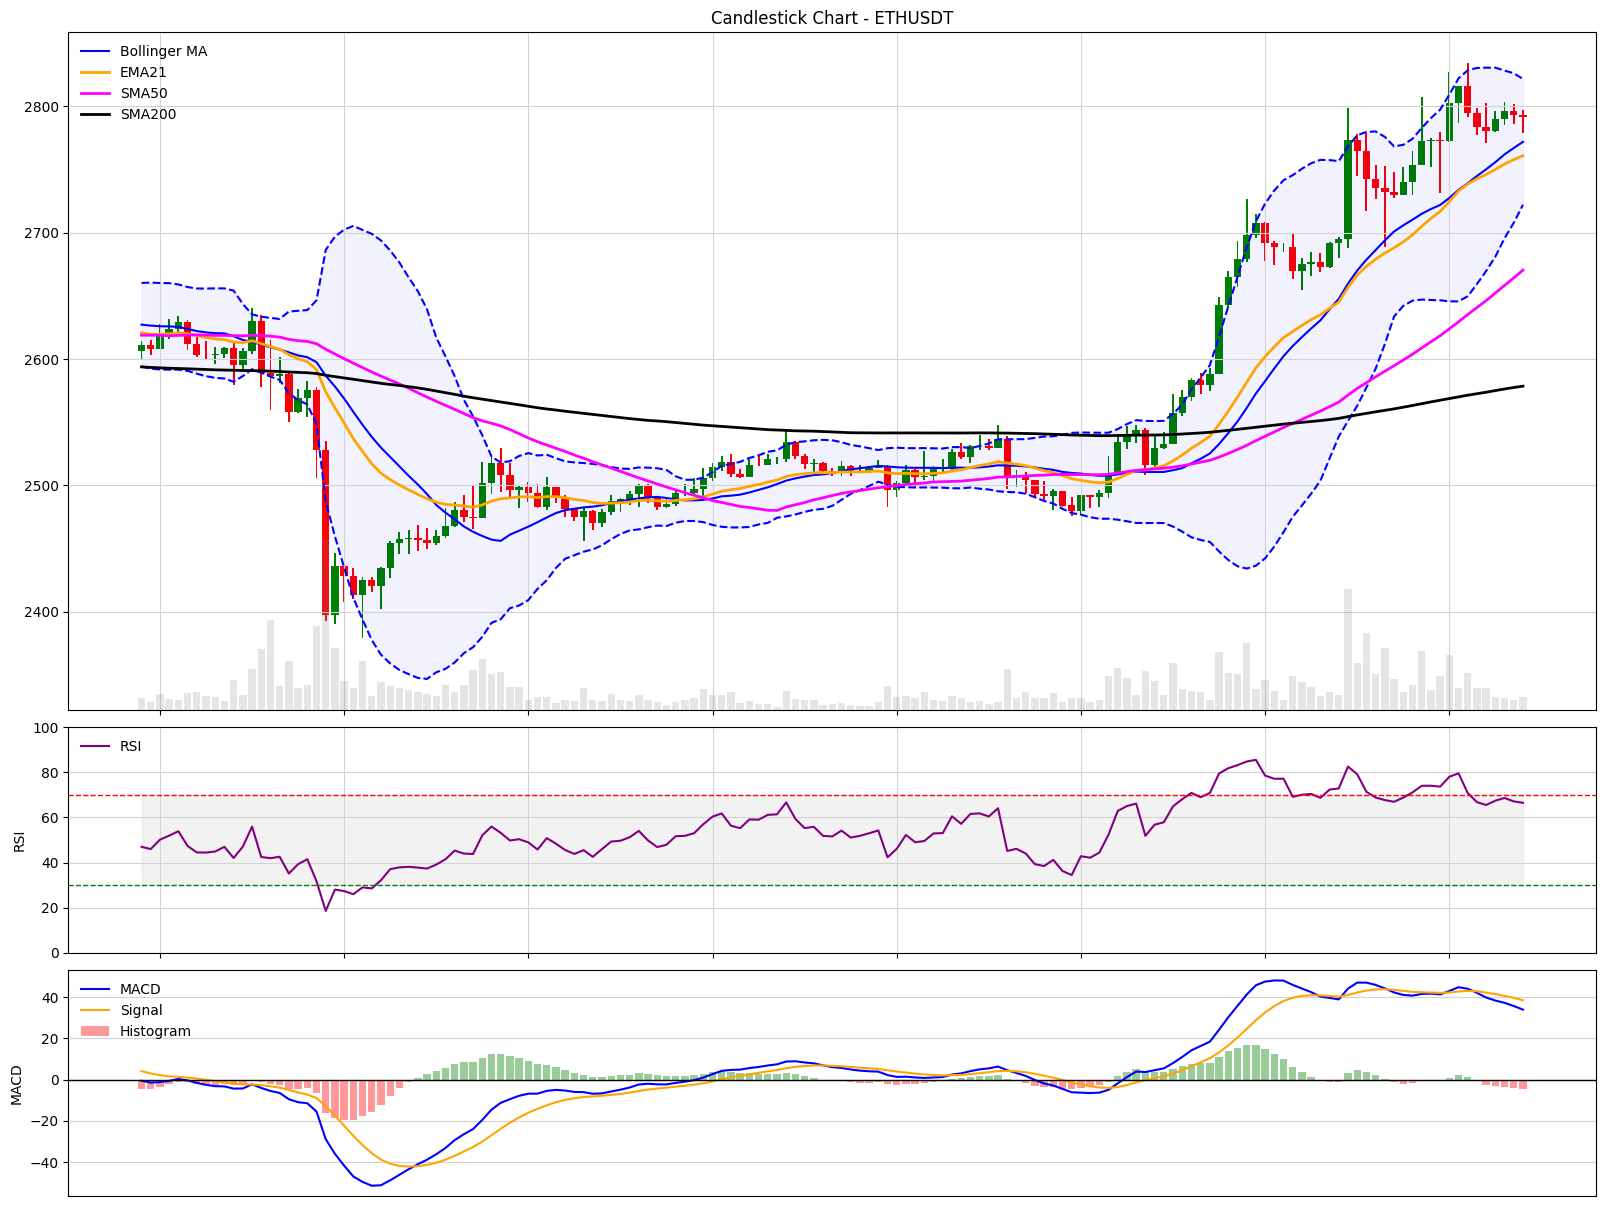 Candlestick Chart - ETHUSDT
Bollinger MA
EMA21
SMA50
SMA200
2800
2700
2600
2500
2400
RSI
100
80
60
40
20
0
RSI
MACD
Signal
Histogram
40
20
0
−20
−40
MACD